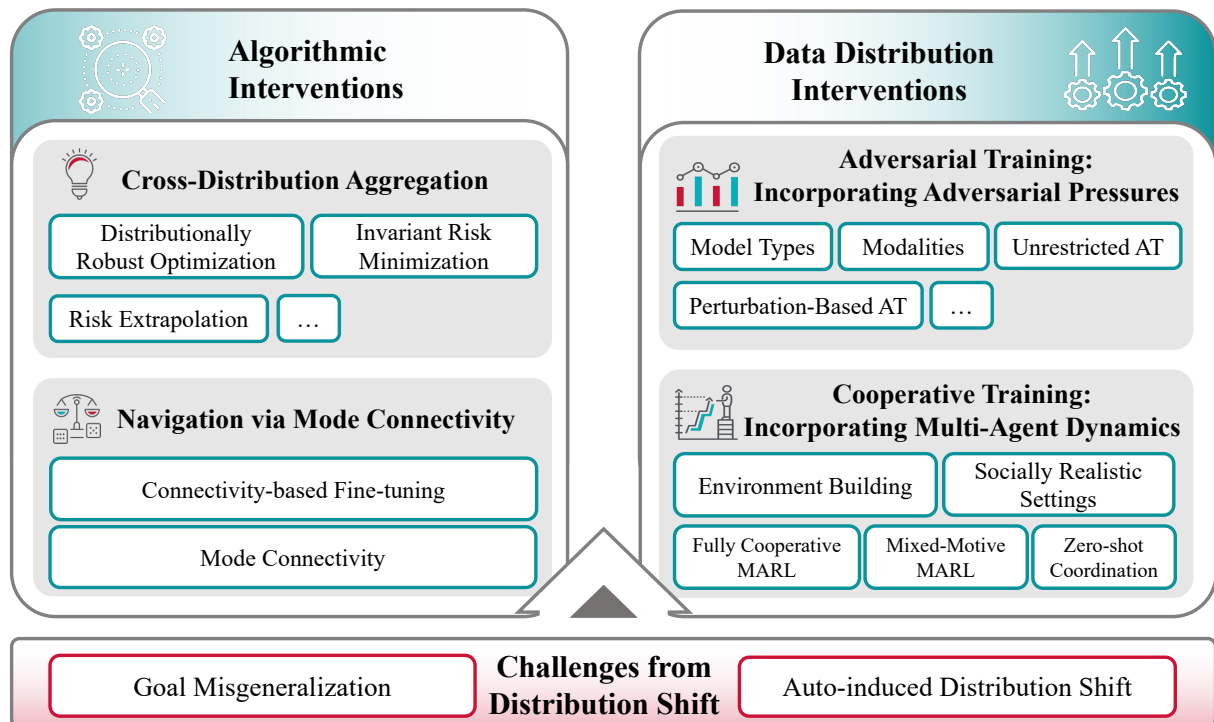 Algorithmic
Interventions
Cross-Distribution Aggregation
Distributionally
Robust Optimization
Invariant Risk
Minimization
Risk Extrapolation
…
Navigation via Mode Connectivity
Connectivity-based Fine-tuning
Mode Connectivity
Data Distribution
Interventions
Adversarial Training:
Incorporating Adversarial Pressures
Model Types
Modalities
Unrestricted AT
Perturbation-Based AT
…
Cooperative Training:
Incorporating Multi-Agent Dynamics
Environment Building
Socially Realistic
Settings
Fully Cooperative
MARL
Mixed-Motive
MARL
Zero-shot
Coordination
Goal Misgeneralization
Challenges from
Distribution Shift
Auto-induced Distribution Shift